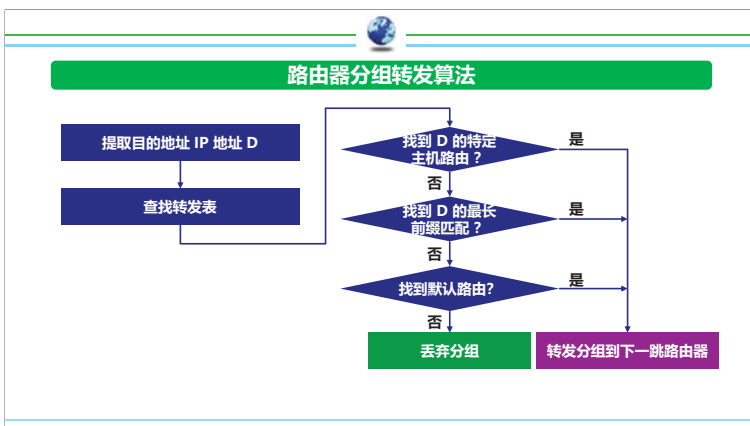 路由器分组转发算法
提取目的地址 IP 地址 D
查找转发表
找到 D 的特定
主机路由？
是
否
找到 D 的最长
前缀匹配？
是
否
找到默认路由?
是
否
丢弃分组
转发分组到下一跳路由器